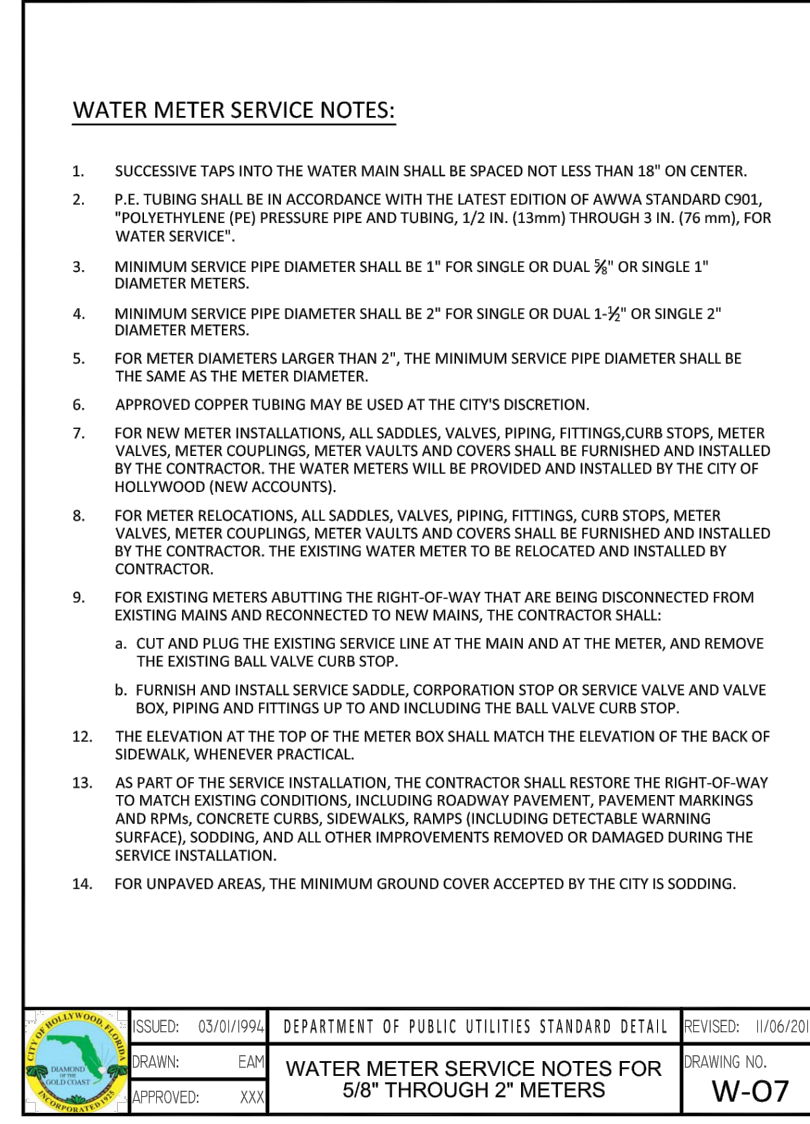 WATER METER SERVICE NOTES:
1. SUCCESSIVE TAPS INTO THE WATER MAIN SHALL BE SPACED NOT LESS THAN 18" ON CENTER.
2. P.E. TUBING SHALL BE IN ACCORDANCE WITH THE LATEST EDITION OF AWWA STANDARD C901,
"POLYETHYLENE (PE) PRESSURE PIPE AND TUBING, 1/2 IN. (13mm) THROUGH 3 IN. (76 mm), FOR
WATER SERVICE".
3. MINIMUM SERVICE PIPE DIAMETER SHALL BE 1" FOR SINGLE OR DUAL ⅝" OR SINGLE 1"
DIAMETER METERS.
4. MINIMUM SERVICE PIPE DIAMETER SHALL BE 2" FOR SINGLE OR DUAL 1-½" OR SINGLE 2"
DIAMETER METERS.
5. FOR METER DIAMETERS LARGER THAN 2", THE MINIMUM SERVICE PIPE DIAMETER SHALL BE
THE SAME AS THE METER DIAMETER.
6. APPROVED COPPER TUBING MAY BE USED AT THE CITY'S DISCRETION.
7. FOR NEW METER INSTALLATIONS, ALL SADDLES, VALVES, PIPING, FITTINGS,CURB STOPS, METER
VALVES, METER COUPLINGS, METER VAULTS AND COVERS SHALL BE FURNISHED AND INSTALLED
BY THE CONTRACTOR. THE WATER METERS WILL BE PROVIDED AND INSTALLED BY THE CITY OF
HOLLYWOOD (NEW ACCOUNTS).
8. FOR METER RELOCATIONS, ALL SADDLES, VALVES, PIPING, FITTINGS, CURB STOPS, METER
VALVES, METER COUPLINGS, METER VAULTS AND COVERS SHALL BE FURNISHED AND INSTALLED
BY THE CONTRACTOR. THE EXISTING WATER METER TO BE RELOCATED AND INSTALLED BY
CONTRACTOR.
9. FOR EXISTING METERS ABUTTING THE RIGHT-OF-WAY THAT ARE BEING DISCONNECTED FROM
EXISTING MAINS AND RECONNECTED TO NEW MAINS, THE CONTRACTOR SHALL:
a. CUT AND PLUG THE EXISTING SERVICE LINE AT THE MAIN AND AT THE METER, AND REMOVE
THE EXISTING BALL VALVE CURB STOP.
b. FURNISH AND INSTALL SERVICE SADDLE, CORPORATION STOP OR SERVICE VALVE AND VALVE
BOX, PIPING AND FITTINGS UP TO AND INCLUDING THE BALL VALVE CURB STOP.
12. THE ELEVATION AT THE TOP OF THE METER BOX SHALL MATCH THE ELEVATION OF THE BACK OF
SIDEWALK, WHENEVER PRACTICAL.
13. AS PART OF THE SERVICE INSTALLATION, THE CONTRACTOR SHALL RESTORE THE RIGHT-OF-WAY
TO MATCH EXISTING CONDITIONS, INCLUDING ROADWAY PAVEMENT, PAVEMENT MARKINGS
AND RPMs, CONCRETE CURBS, SIDEWALKS, RAMPS (INCLUDING DETECTABLE WARNING
SURFACE), SODDING, AND ALL OTHER IMPROVEMENTS REMOVED OR DAMAGED DURING THE
SERVICE INSTALLATION.
14. FOR UNPAVED AREAS, THE MINIMUM GROUND COVER ACCEPTED BY THE CITY IS SODDING.
CITY OF HOLLYWOOD, FLORIDA
DIAMOND
OF THE
GOLD COAST
INCORPORATED 1925
ISSUED: 03/01/1994
DRAWN: EAM
APPROVED: XXX
DEPARTMENT OF PUBLIC UTILITIES STANDARD DETAIL
WATER METER SERVICE NOTES FOR
5/8" THROUGH 2" METERS
REVISED: 11/06/201
DRAWING NO.
W-07